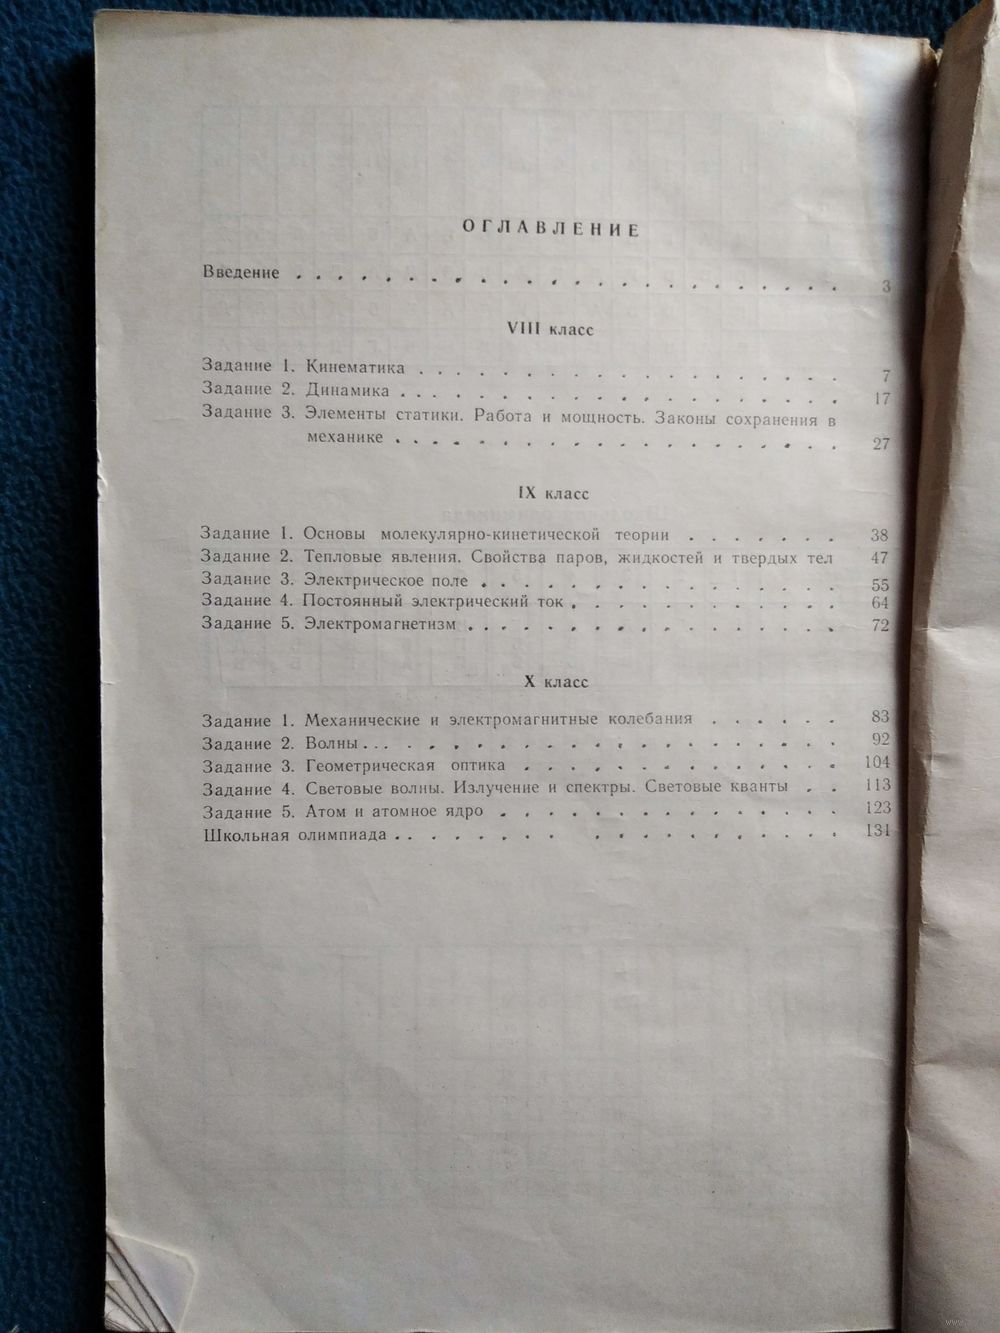 ОГЛАВЛЕНИЕ
Введение . . . . . . . . . . . . . . . . . . . . . . . . 3
VIII класс
Задание 1. Кинематика . . . . . . . . . . . . . . . . . . . 7
Задание 2. Динамика . . . . . . . . . . . . . . . . . . . . 17
Задание 3. Элементы статики. Работа и мощность. Законы сохранения в
механике . . . . . . . . . . . . . . . . . . . . 27
IX класс
Задание 1. Основы молекулярно-кинетической теории . . . . . . . 38
Задание 2. Тепловые явления. Свойства паров, жидкостей и твердых тел 47
Задание 3. Электрическое поле . . . . . . . . . . . . . . . . 55
Задание 4. Постоянный электрический ток . . . . . . . . . . . . 64
Задание 5. Электромагнетизм . . . . . . . . . . . . . . . . . 72
X класс
Задание 1. Механические и электромагнитные колебания . . . . . . 83
Задание 2. Волны . . . . . . . . . . . . . . . . . . . . . 92
Задание 3. Геометрическая оптика . . . . . . . . . . . . . . 104
Задание 4. Световые волны. Излучение и спектры. Световые кванты . . 113
Задание 5. Атом и атомное ядро . . . . . . . . . . . . . . . 123
Школьная олимпиада . . . . . . . . . . . . . . . . . . . 131